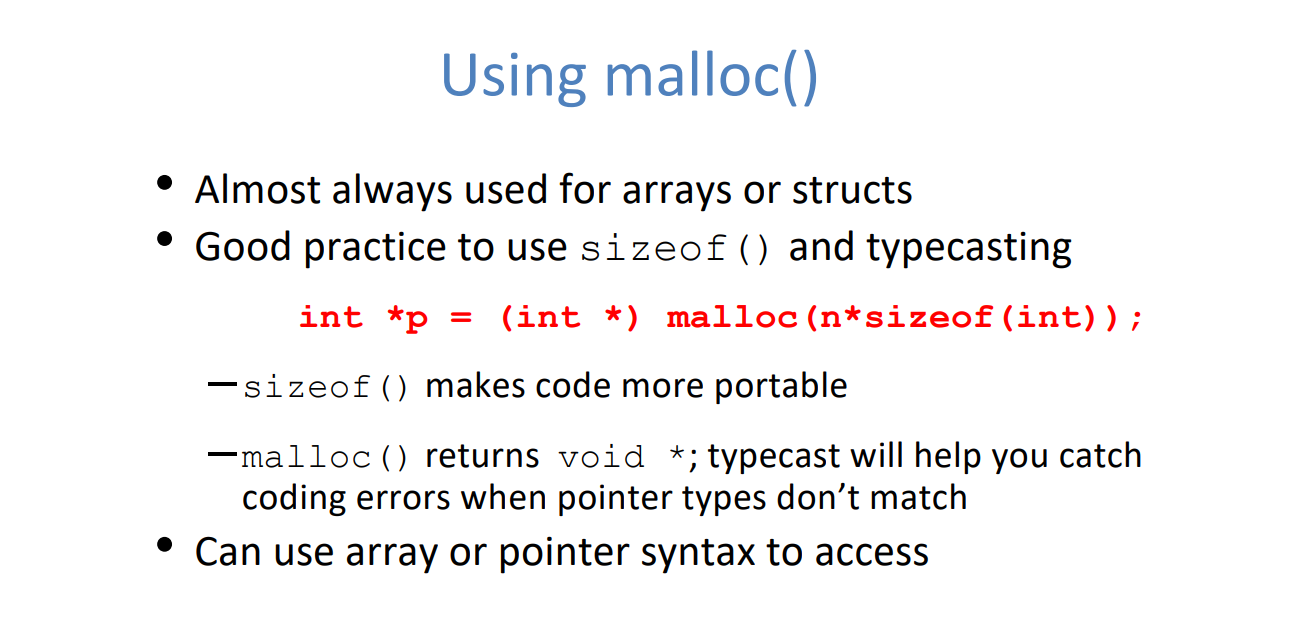 Using malloc()
• Almost always used for arrays or structs
• Good practice to use sizeof() and typecasting
int *p = (int *) malloc(n*sizeof(int));
—sizeof() makes code more portable
—malloc() returns void *; typecast will help you catch
coding errors when pointer types don’t match
• Can use array or pointer syntax to access